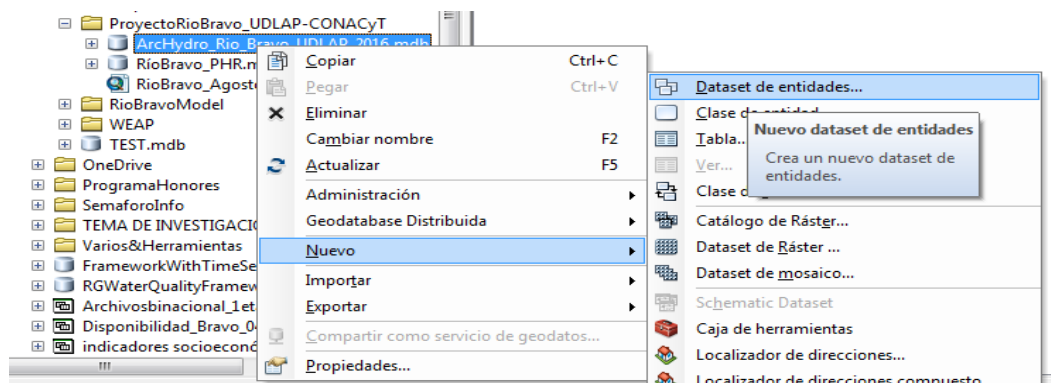 ProyectoRioBravo_UDLAP-CONACyT
ArcHydro_Rio_Bravo_UDLAP_2016.mdb
RíoBravo_PHR.m
RioBravo_Agost
RioBravoModel
WEAP
TEST.mdb
OneDrive
ProgramaHonores
SemaforoInfo
TEMA DE INVESTIGACI
Varios&Herramientas
FrameworkWithTimeSe
RGWaterQualityFramew
Archivosbinacional_1et
Disponibilidad_Bravo_0
indicadores socioeconó
Copiar Ctrl+C
Pegar Ctrl+V
Eliminar
Cambiar nombre F2
Actualizar F5
Administración
Geodatabase Distribuida
Nuevo
Importar
Exportar
Compartir como servicio de geodatos...
Propiedades...
Dataset de entidades...
Clase de entidad
Tabla...
Ver...
Clase d
Catálogo de Ráster...
Dataset de Ráster ...
Dataset de mosaico...
Schematic Dataset
Caja de herramientas
Localizador de direcciones...
Localizador de direcciones compuesto
Nuevo dataset de entidades
Crea un nuevo dataset de
entidades.